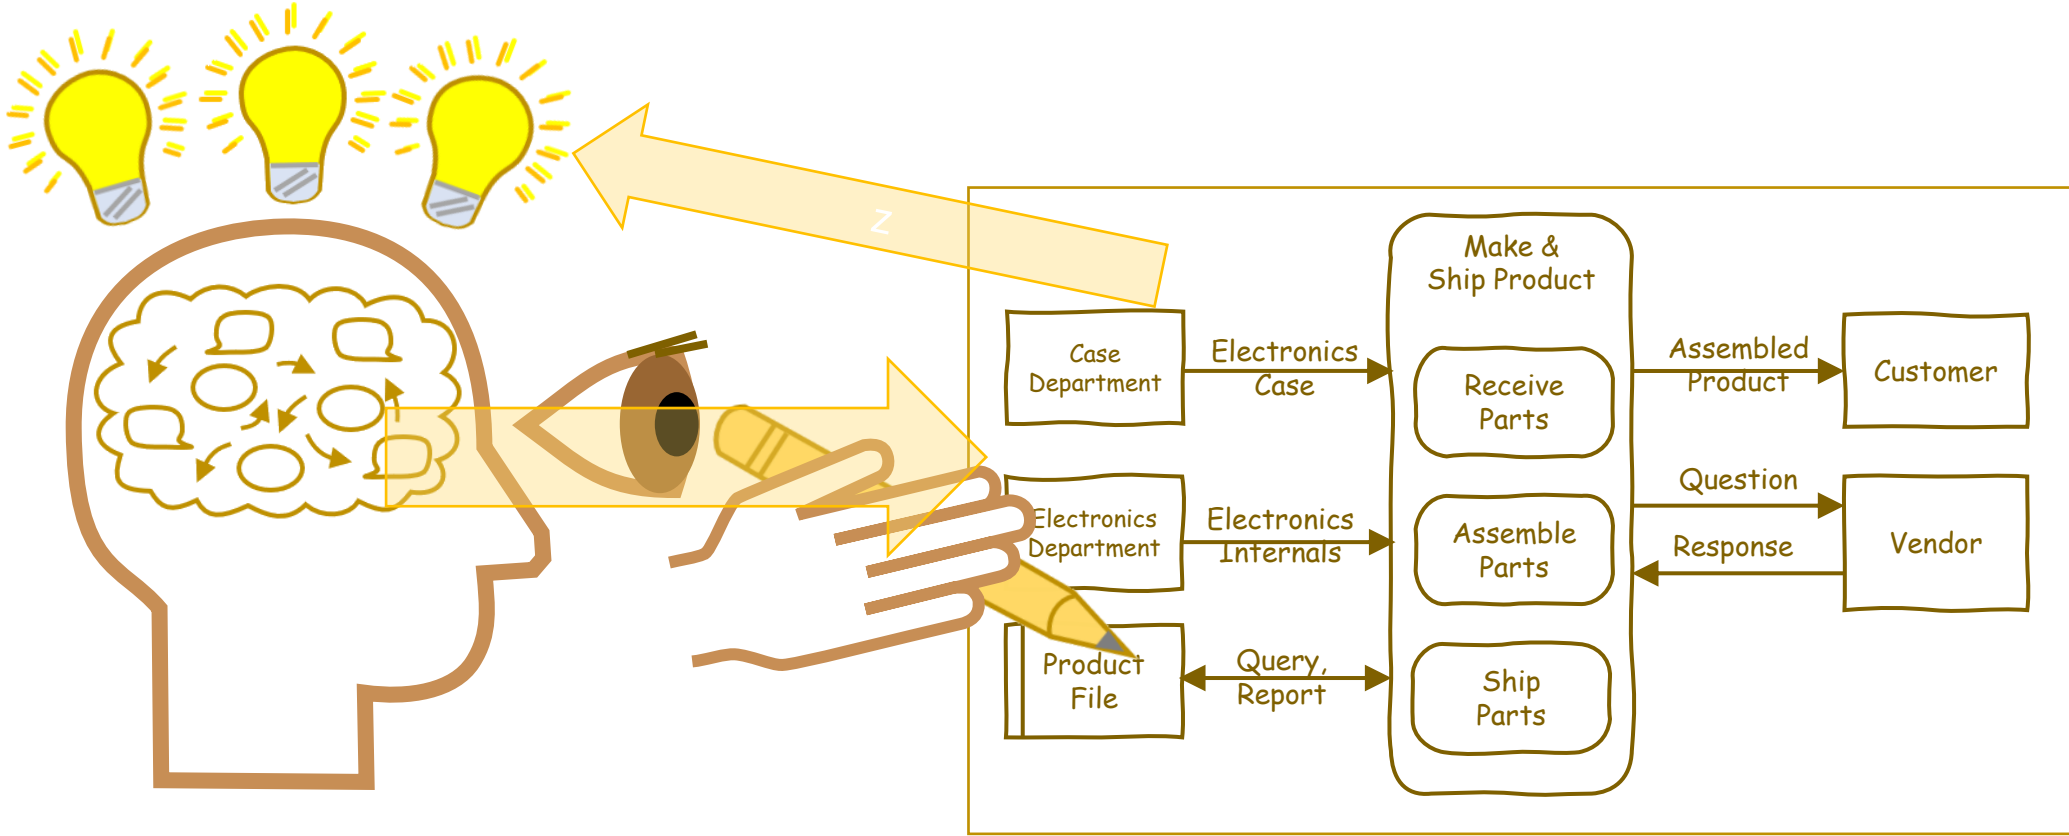 z
Make &
Ship Product
Case
Department
Electronics
Case
Receive
Parts
Assembled
Product
Customer
Electronics
Department
Electronics
Internals
Assemble
Parts
Question
Response
Vendor
Product
File
Query,
Report
Ship
Parts